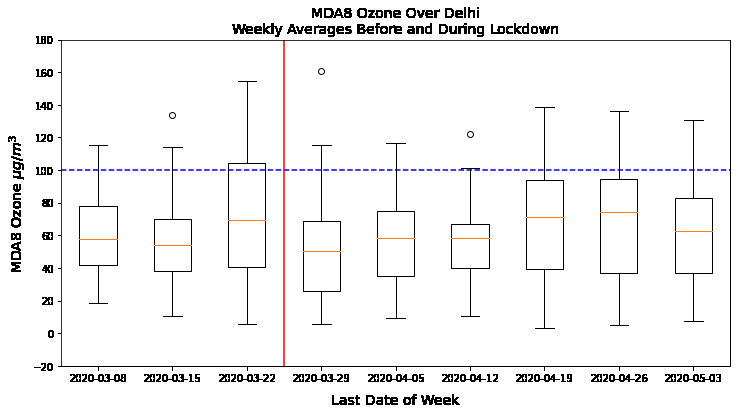 MDA8 Ozone Over Delhi
Weekly Averages Before and During Lockdown
MDA8 Ozone μg/m³
180
160
140
120
100
80
60
40
20
0
−20
2020-03-08 2020-03-15 2020-03-22 2020-03-29 2020-04-05 2020-04-12 2020-04-19 2020-04-26 2020-05-03
Last Date of Week